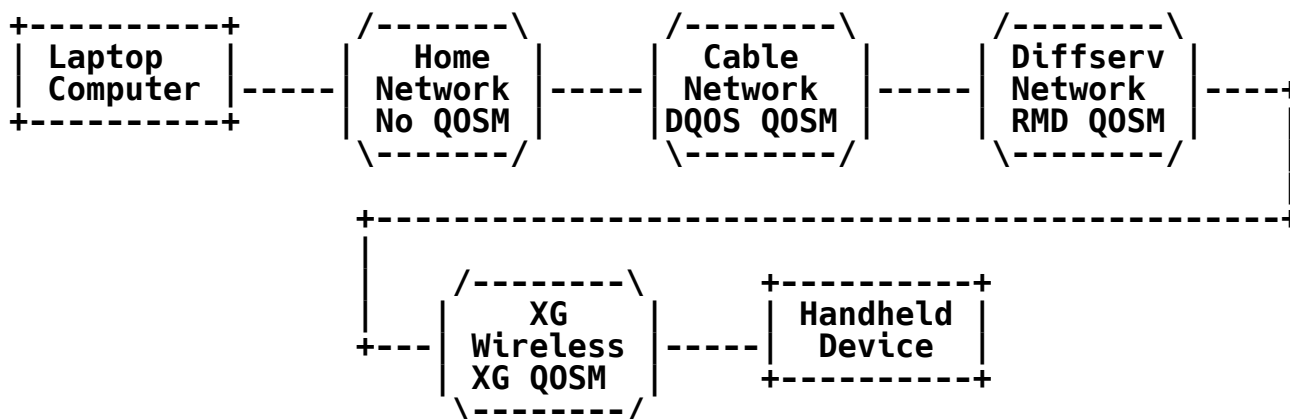 Laptop Home Cable Diffserv
Computer Network Network Network
No QOSM DQOS QOSM RMD QOSM
XG Handheld
Wireless Device
XG QOSM